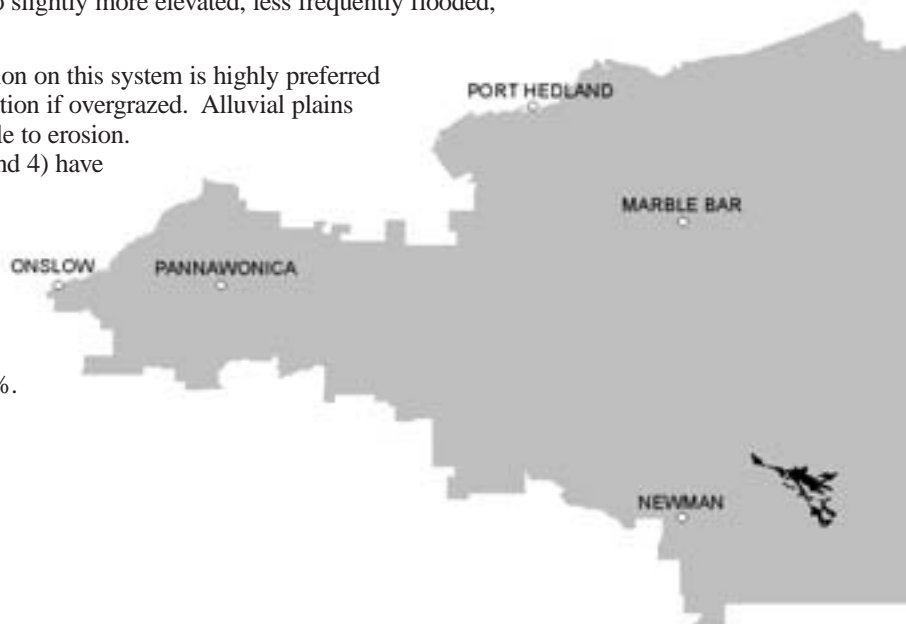 slightly more elevated, less frequently flooded,
ion on this system is highly preferred
tion if overgrazed. Alluvial plains
le to erosion.
nd 4) have
%.
PORT HEDLAND
MARBLE BAR
ONSLOW
PANNAWONICA
NEWMAN